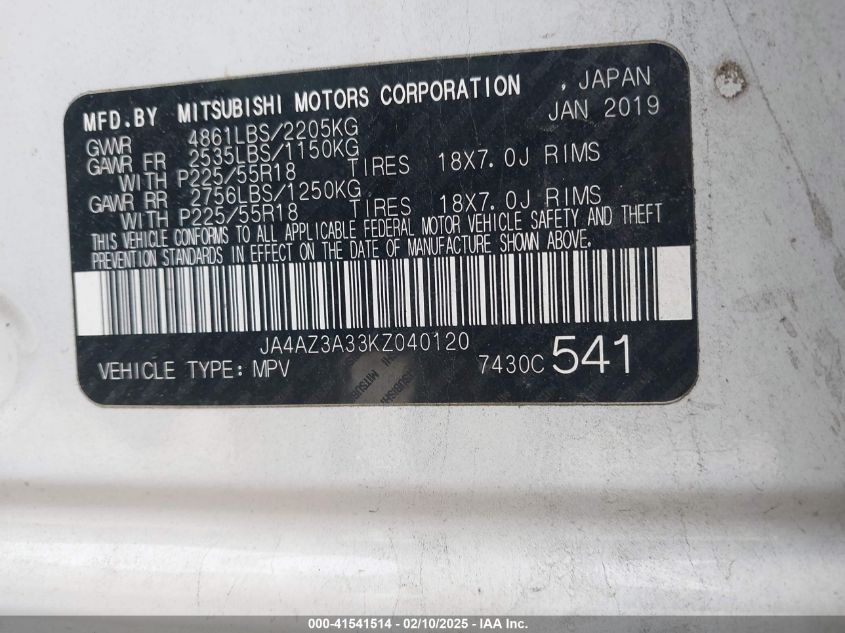 MFD.BY MITSUBISHI MOTORS CORPORATION , JAPAN
JAN 2019
GWWR 4861LBS/2205KG
GAWR FR 2535LBS/1150KG
WITH P225/55R18 TIRES 18X7.0J RIMS
GAWR RR 2756LBS/1250KG
WITH P225/55R18 TIRES 18X7.0J RIMS
THIS VEHICLE CONFORMS TO ALL APPLICABLE FEDERAL MOTOR VEHICLE SAFETY AND THEFT
PREVENTION STANDARDS IN EFFECT ON THE DATE OF MANUFACTURE SHOWN ABOVE.
JA4AZ3A33KZ040120
VEHICLE TYPE: MPV 7430C 541
MITSUBISHI
000-41541514 - 02/10/2025 - IAA Inc.